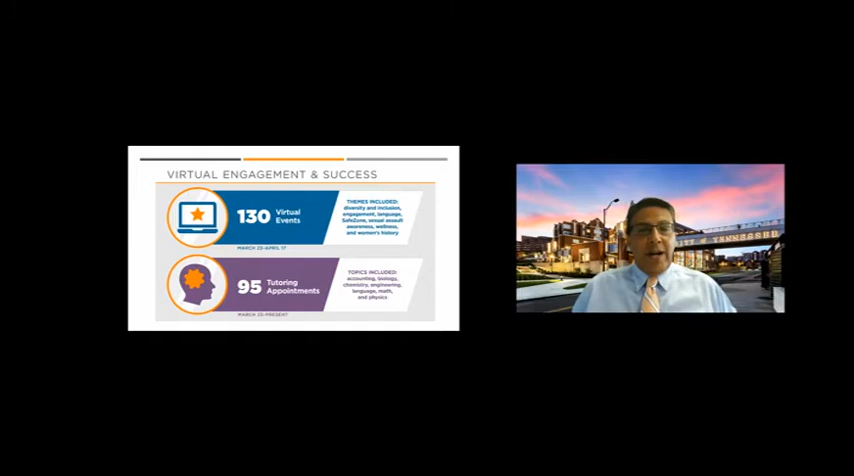 VIRTUAL ENGAGEMENT & SUCCESS
130 Virtual
Events
THEMES INCLUDED:
diversity and inclusion,
engagement, language,
SafeZone, sexual assault
awareness, wellness,
and women's history
MARCH 23-APRIL 17
95 Tutoring
Appointments
TOPICS INCLUDED:
accounting, biology,
chemistry, engineering,
language, math,
and physics
MARCH 23-PRESENT
TENNESSEE